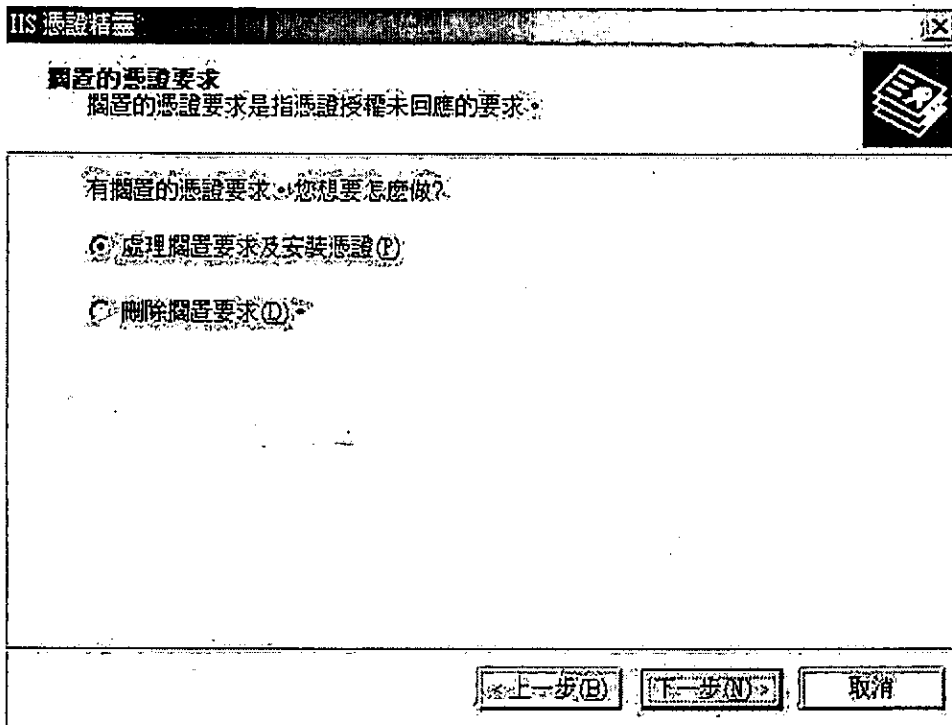 IIS 憑證精靈
擱置的憑證要求
擱置的憑證要求是指憑證授權未回應的要求。
有擱置的憑證要求。您想要怎麼做?
處理擱置要求及安裝憑證(P)
刪除擱置要求(D)。
< 上一步(B)
下一步(N) >
取消